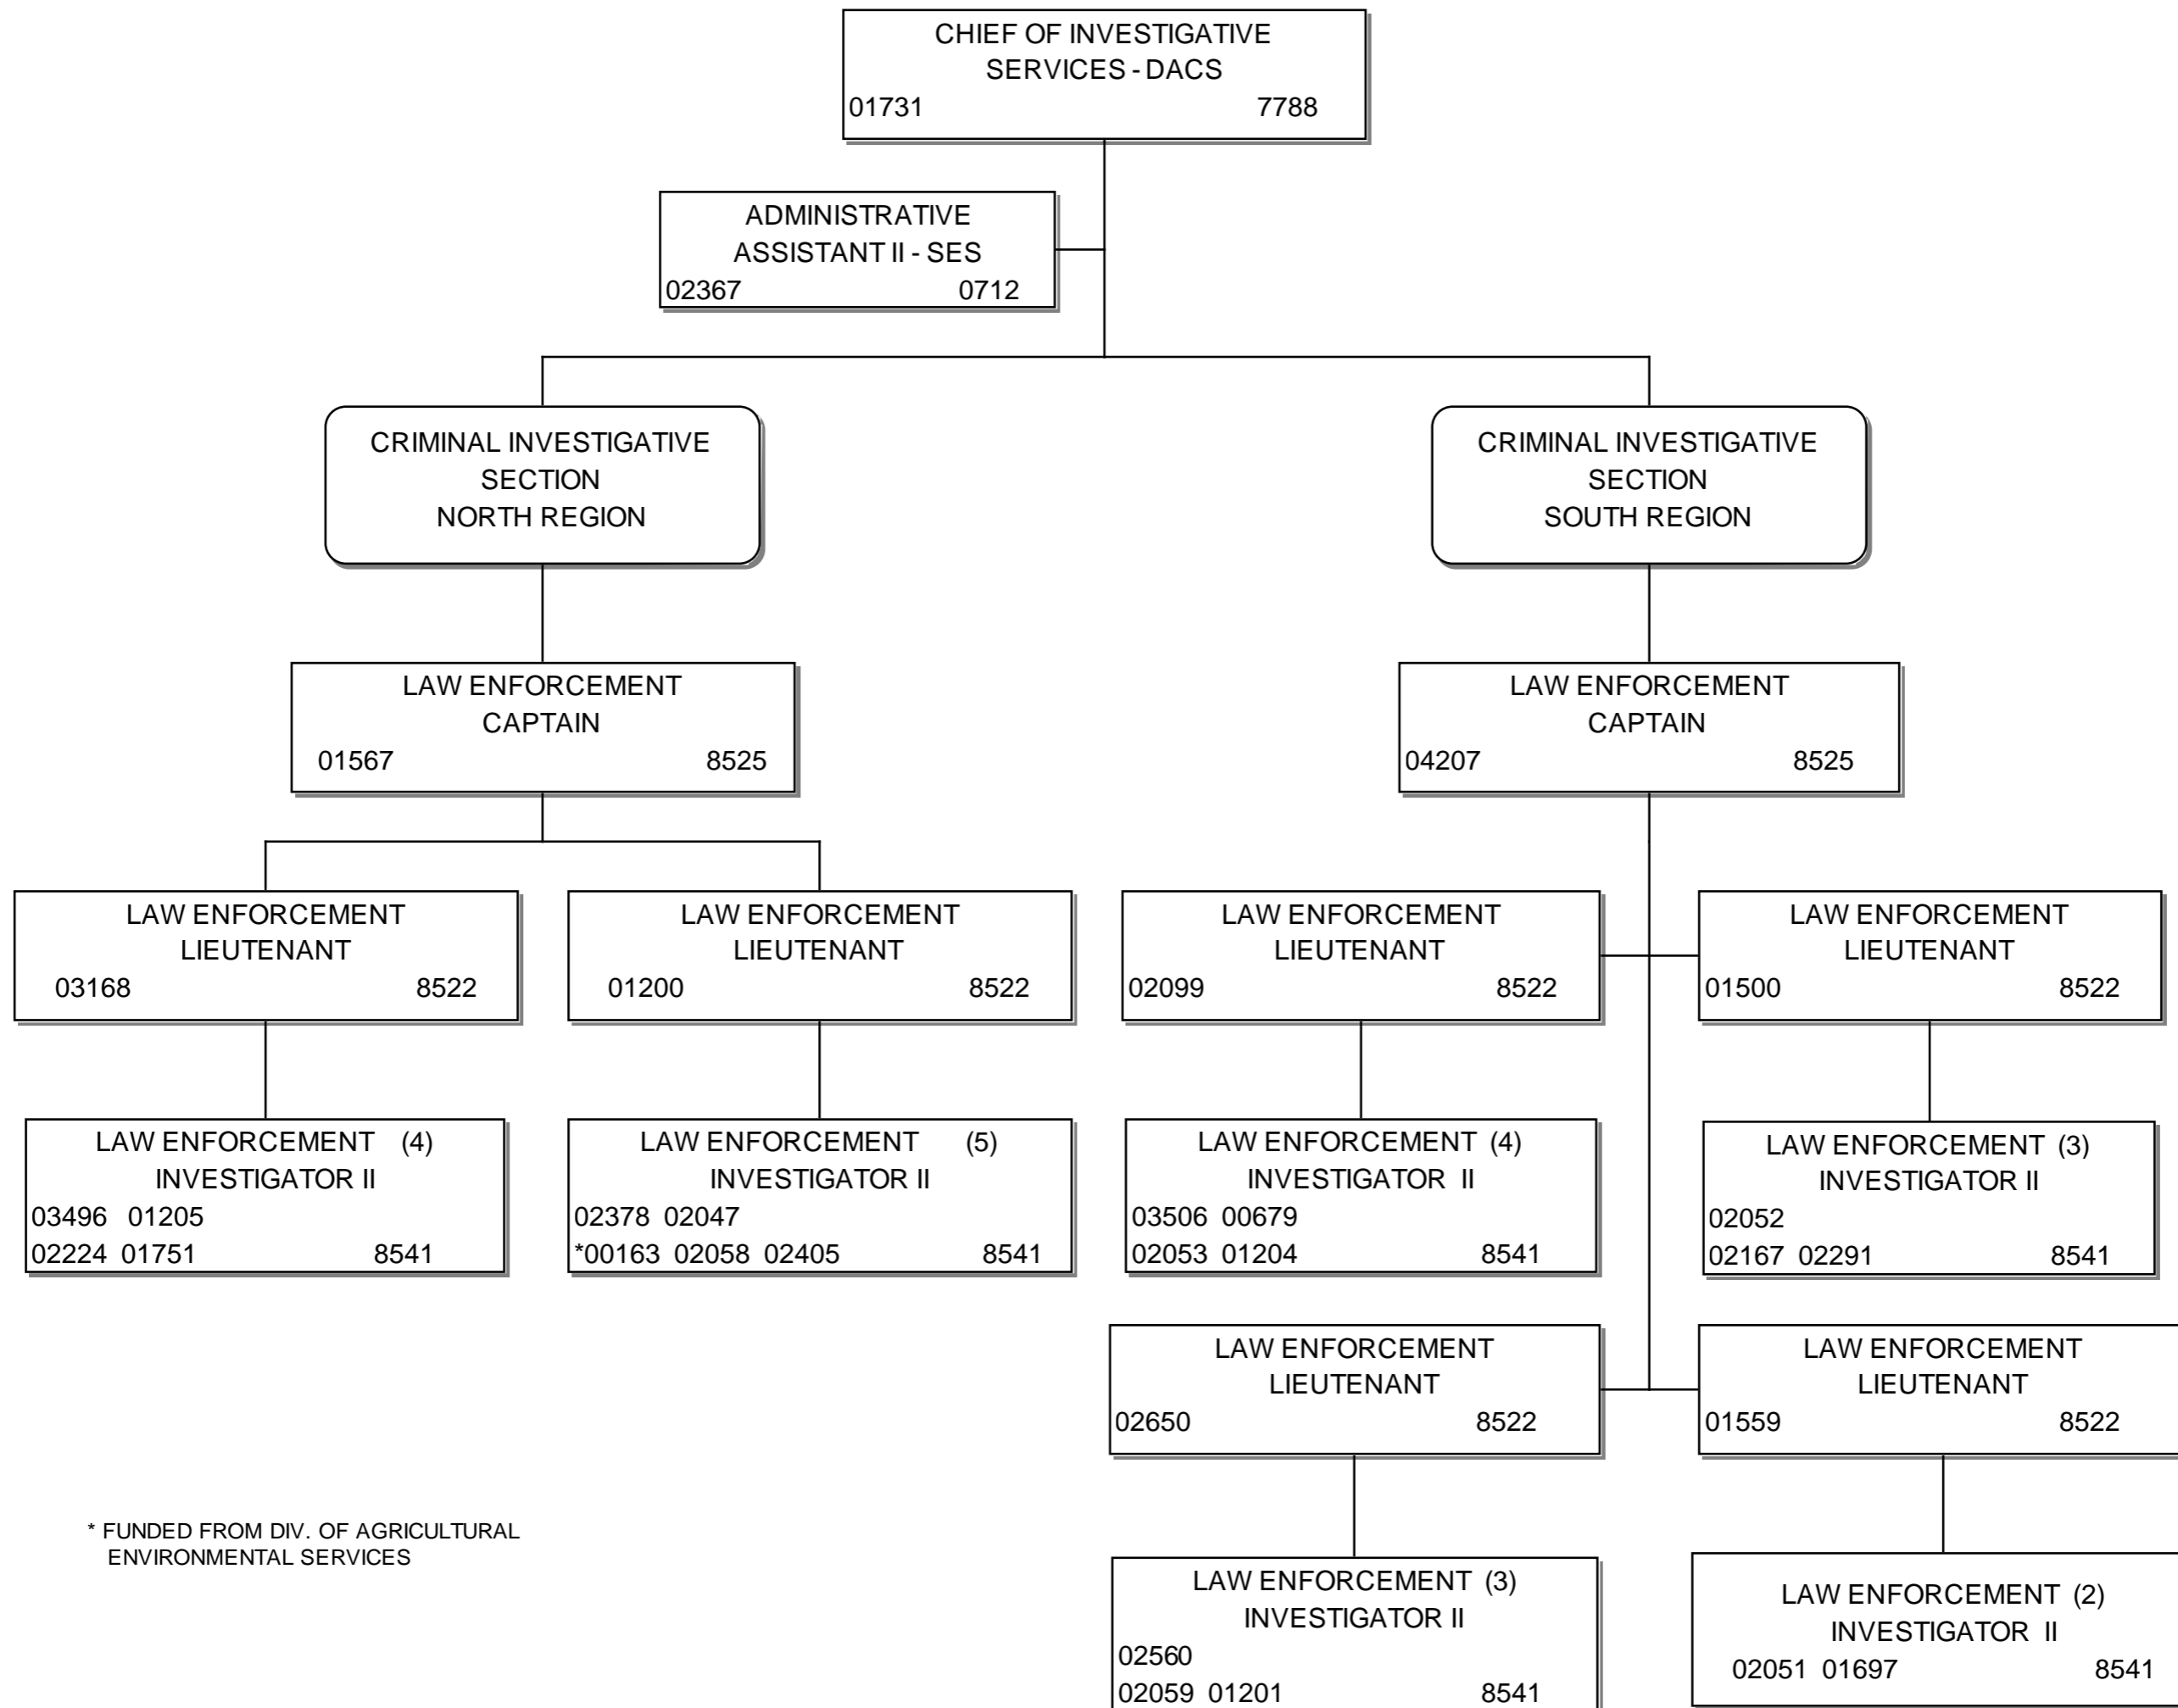 CHIEF OF INVESTIGATIVE
SERVICES - DACS
01731 7788
ADMINISTRATIVE
ASSISTANT II - SES
02367 0712
CRIMINAL INVESTIGATIVE
SECTION
NORTH REGION
CRIMINAL INVESTIGATIVE
SECTION
SOUTH REGION
LAW ENFORCEMENT
CAPTAIN
01567 8525
LAW ENFORCEMENT
CAPTAIN
04207 8525
LAW ENFORCEMENT
LIEUTENANT
03168 8522
LAW ENFORCEMENT
LIEUTENANT
01200 8522
LAW ENFORCEMENT
LIEUTENANT
02099 8522
LAW ENFORCEMENT
LIEUTENANT
01500 8522
LAW ENFORCEMENT (4)
INVESTIGATOR II
03496 01205
02224 01751 8541
LAW ENFORCEMENT (5)
INVESTIGATOR II
02378 02047
*00163 02058 02405 8541
LAW ENFORCEMENT (4)
INVESTIGATOR II
03506 00679
02053 01204 8541
LAW ENFORCEMENT (3)
INVESTIGATOR II
02052
02167 02291 8541
LAW ENFORCEMENT
LIEUTENANT
02650 8522
LAW ENFORCEMENT
LIEUTENANT
01559 8522
* FUNDED FROM DIV. OF AGRICULTURAL
ENVIRONMENTAL SERVICES
LAW ENFORCEMENT (3)
INVESTIGATOR II
02560
02059 01201 8541
LAW ENFORCEMENT (2)
INVESTIGATOR II
02051 01697 8541